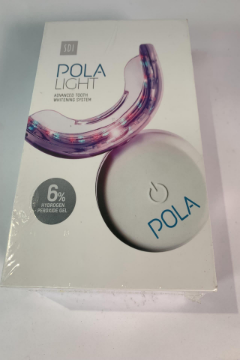 SDI
POLA
LIGHT
ADVANCED TOOTH
WHITENING SYSTEM
6%
HYDROGEN
PEROXIDE GEL
POLA